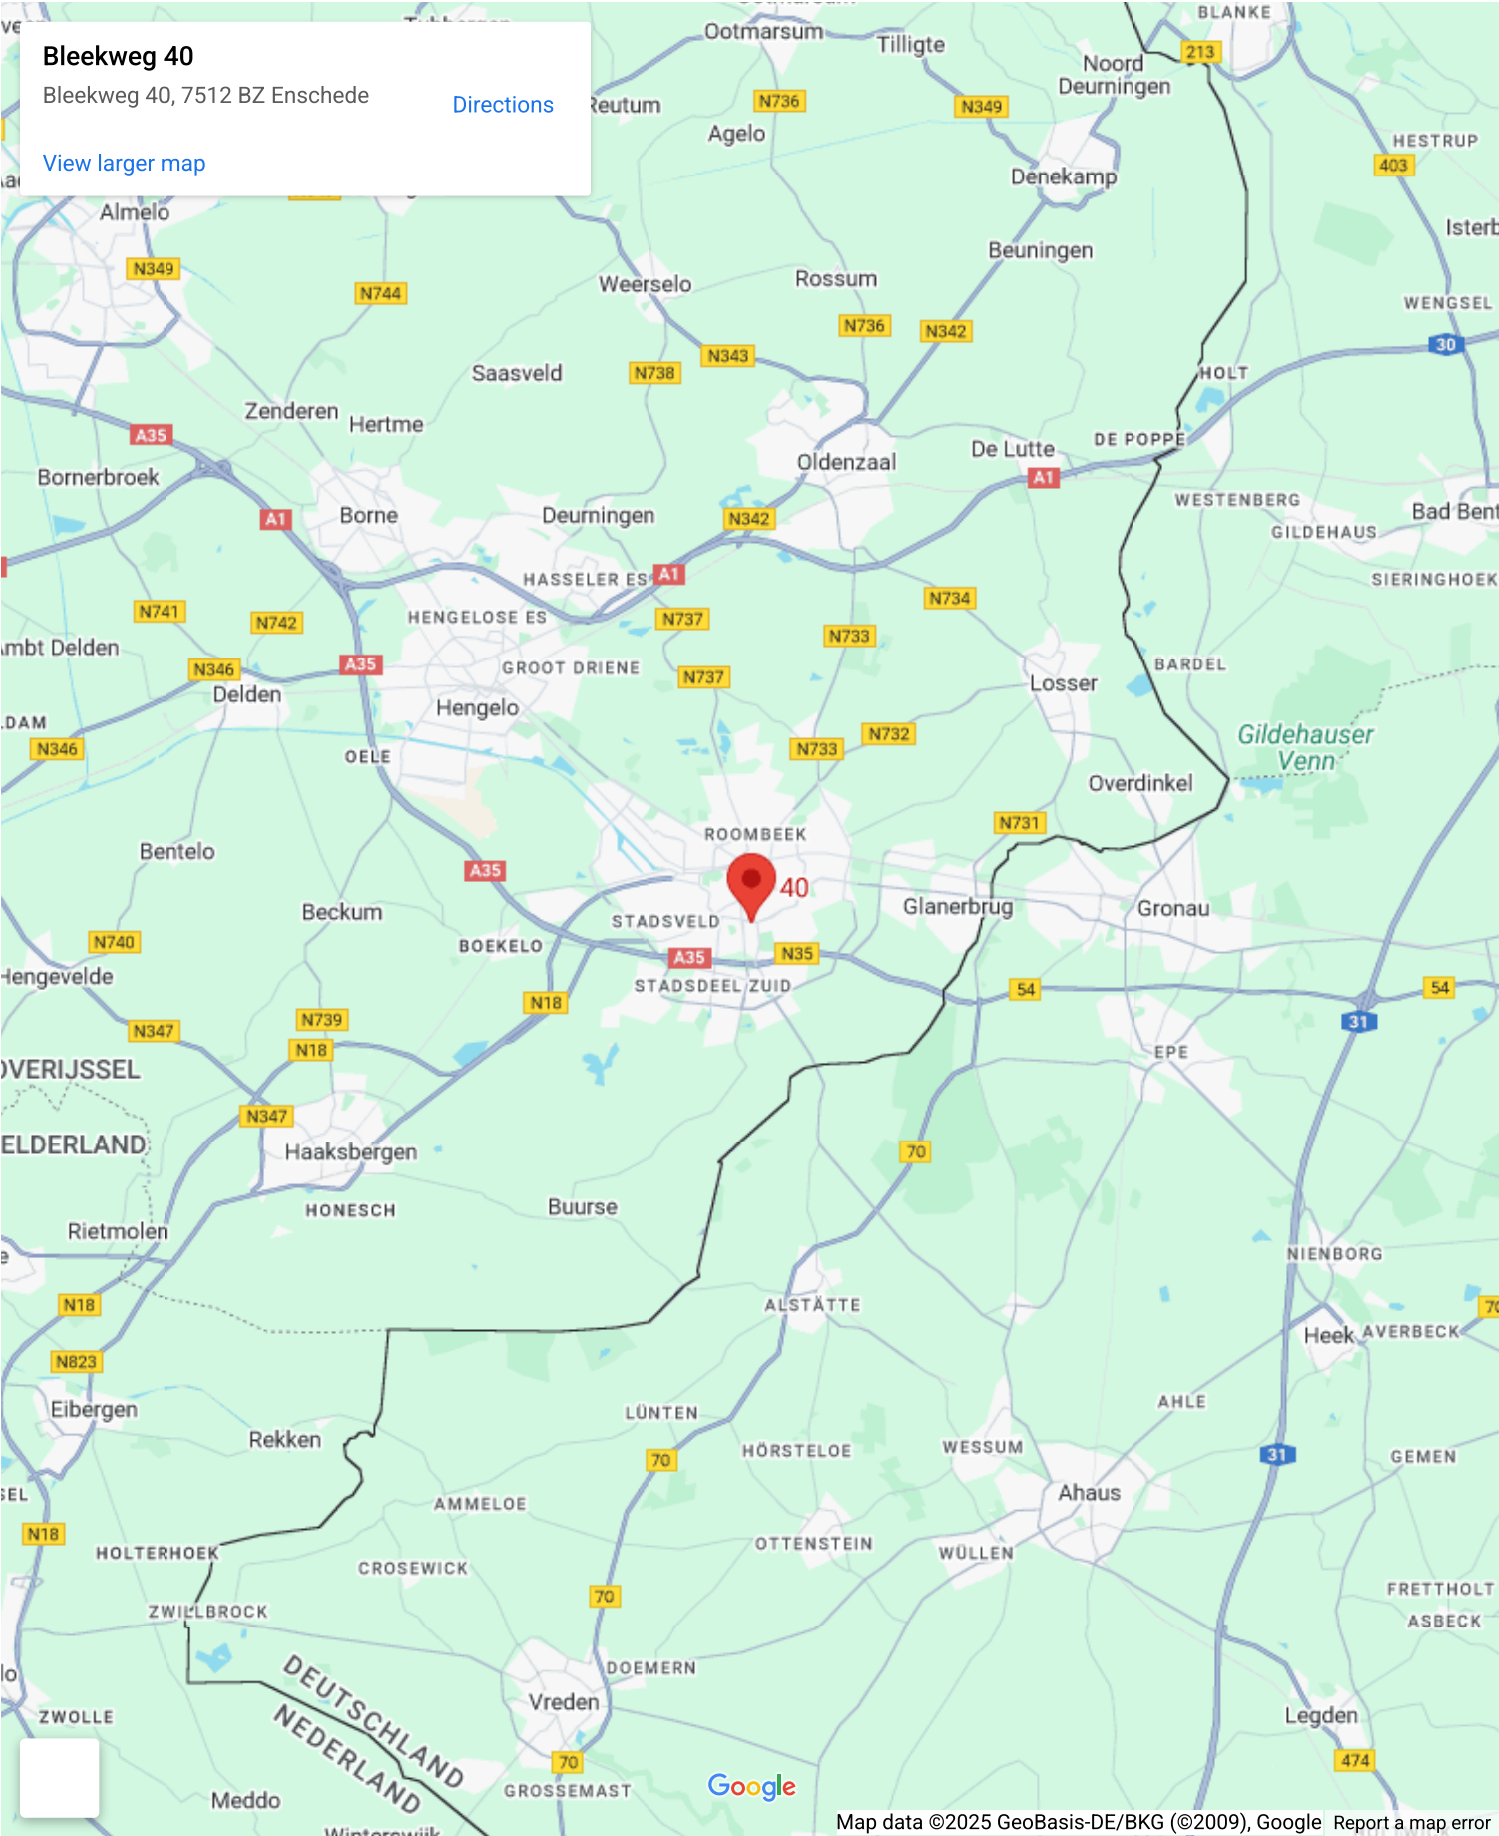 Bleekweg 40
Bleekweg 40, 7512 BZ Enschede
Directions
View larger map
Ootmarsum
Tilligte
BLANKE
213
Noord
Deurningen
Reutum
N736
N349
Agelo
HESTRUP
403
Denekamp
Almelo
Beuningen
N349
N744
Weerselo
Rossum
WENGSEL
N736
N342
30
N343
N738
Saasveld
HOLT
Zenderen
Hertme
A35
DE POPPE
De Lutte
Oldenzaal
Bornerbroek
A1
WESTENBERG
Borne
A1
Deurningen
N342
GILDEHAUS
HASSELER ES
A1
SIERINGHOEK
N741
N742
HENGELOSE ES
N737
N734
N733
Ambt Delden
N346
A35
GROOT DRIENE
N737
BARDEL
Delden
Losser
Hengelo
N346
OELE
N733
N732
Gildehauser
Venn
Overdinkel
ROOMBEEK
N731
Bentelo
A35
40
Glanerbrug
Gronau
Beckum
STADSVELD
N740
BOEKELO
A35
N35
Hengevelde
STADSDEEL ZUID
54
54
N18
N739
31
N347
N18
EPE
OVERIJSSEL
N347
GELDERLAND
Haaksbergen
70
HONESCH
Buurse
Rietmolen
NIENBORG
N18
ALSTÄTTE
Heek
AVERBECK
N823
Eibergen
LÜNTEN
AHLE
Rekken
HÖRSTELOE
WESSUM
70
31
GEMEN
Ahaus
AMMELOE
N18
HOLTERHOEK
OTTENSTEIN
WÜLLEN
CROSEWICK
70
FRETTHOLT
ZWILLBROCK
ASBECK
DOEMERN
DEUTSCHLAND
NEDERLAND
Vreden
ZWOLLE
Legden
70
474
GROSSEMAST
Google
Meddo
Map data ©2025 GeoBasis-DE/BKG (©2009), Google
Report a map error